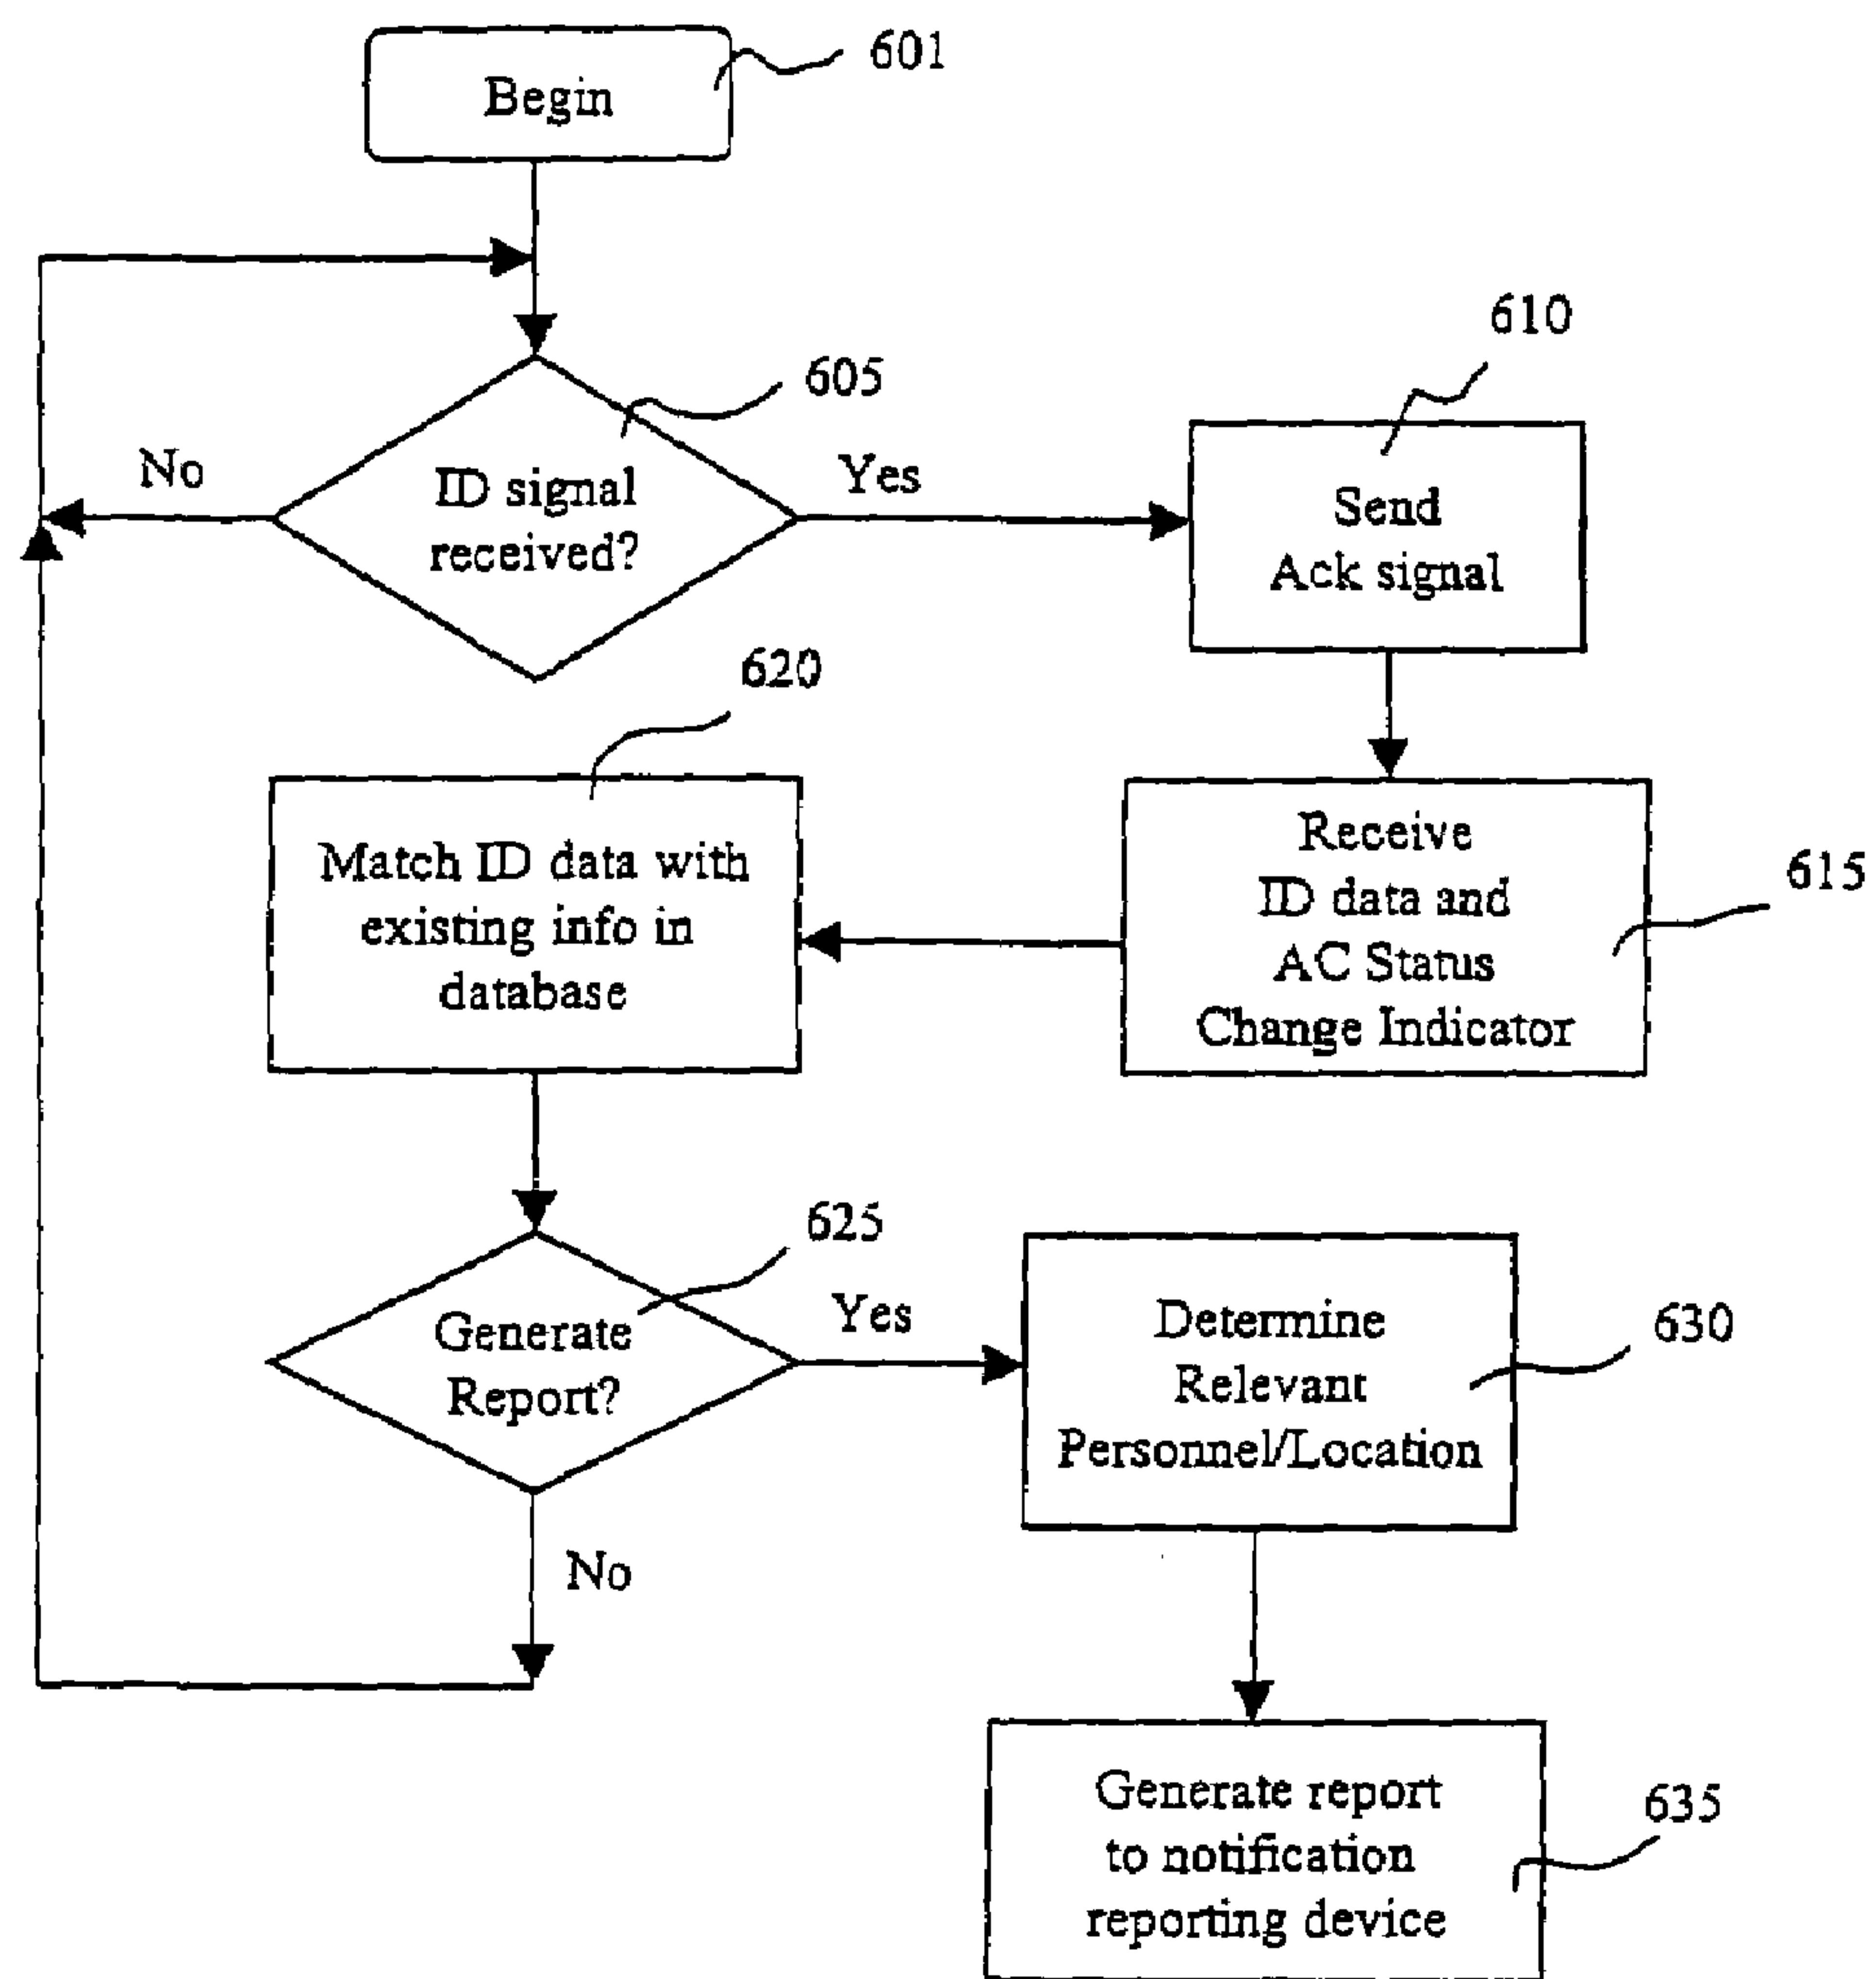 Begin
601
605
ID signal
received?
No
Yes
610
Send
Ack signal
615
Receive
ID data and
AC Status
Change Indicator
620
Match ID data with
existing info in
database
625
Generate
Report?
Yes
No
630
Determine
Relevant
Personnel/Location
635
Generate report
to notification
reporting device